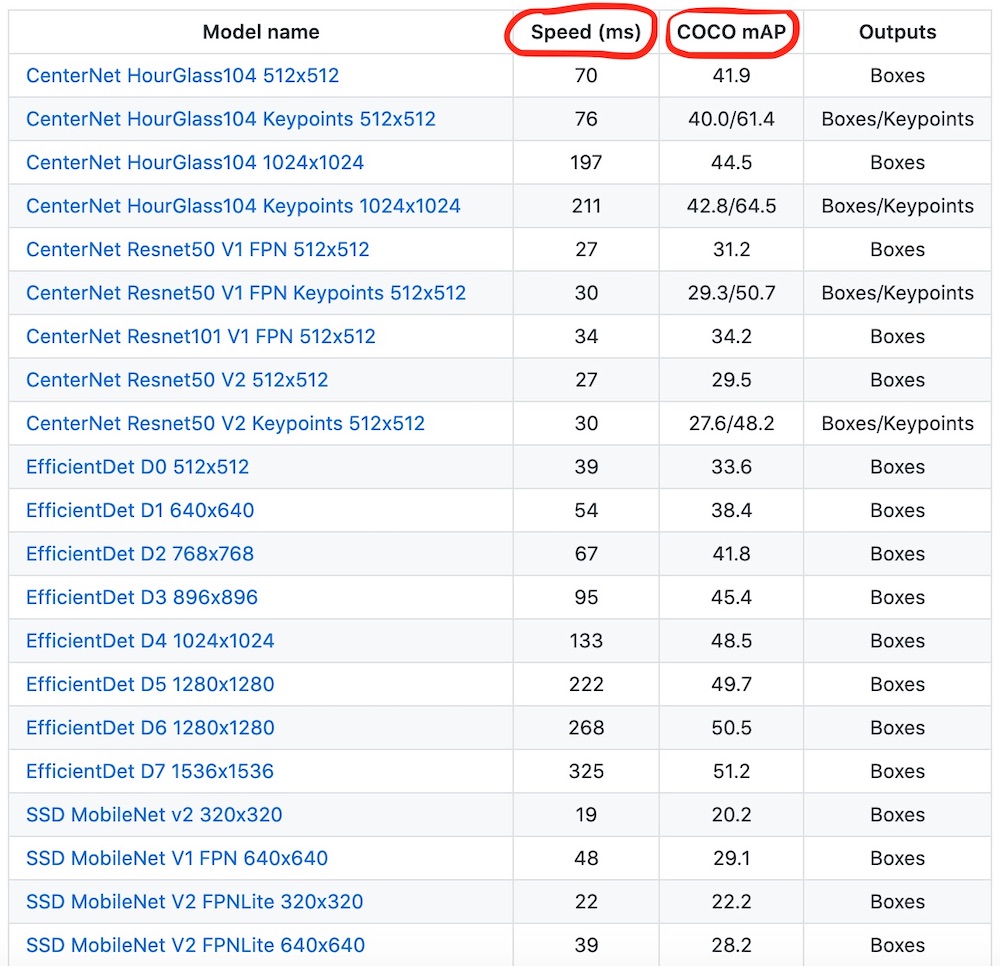 Model name Speed (ms) COCO mAP Outputs
CenterNet HourGlass104 512x512 70 41.9 Boxes
CenterNet HourGlass104 Keypoints 512x512 76 40.0/61.4 Boxes/Keypoints
CenterNet HourGlass104 1024x1024 197 44.5 Boxes
CenterNet HourGlass104 Keypoints 1024x1024 211 42.8/64.5 Boxes/Keypoints
CenterNet Resnet50 V1 FPN 512x512 27 31.2 Boxes
CenterNet Resnet50 V1 FPN Keypoints 512x512 30 29.3/50.7 Boxes/Keypoints
CenterNet Resnet101 V1 FPN 512x512 34 34.2 Boxes
CenterNet Resnet50 V2 512x512 27 29.5 Boxes
CenterNet Resnet50 V2 Keypoints 512x512 30 27.6/48.2 Boxes/Keypoints
EfficientDet D0 512x512 39 33.6 Boxes
EfficientDet D1 640x640 54 38.4 Boxes
EfficientDet D2 768x768 67 41.8 Boxes
EfficientDet D3 896x896 95 45.4 Boxes
EfficientDet D4 1024x1024 133 48.5 Boxes
EfficientDet D5 1280x1280 222 49.7 Boxes
EfficientDet D6 1280x1280 268 50.5 Boxes
EfficientDet D7 1536x1536 325 51.2 Boxes
SSD MobileNet v2 320x320 19 20.2 Boxes
SSD MobileNet V1 FPN 640x640 48 29.1 Boxes
SSD MobileNet V2 FPNLite 320x320 22 22.2 Boxes
SSD MobileNet V2 FPNLite 640x640 39 28.2 Boxes